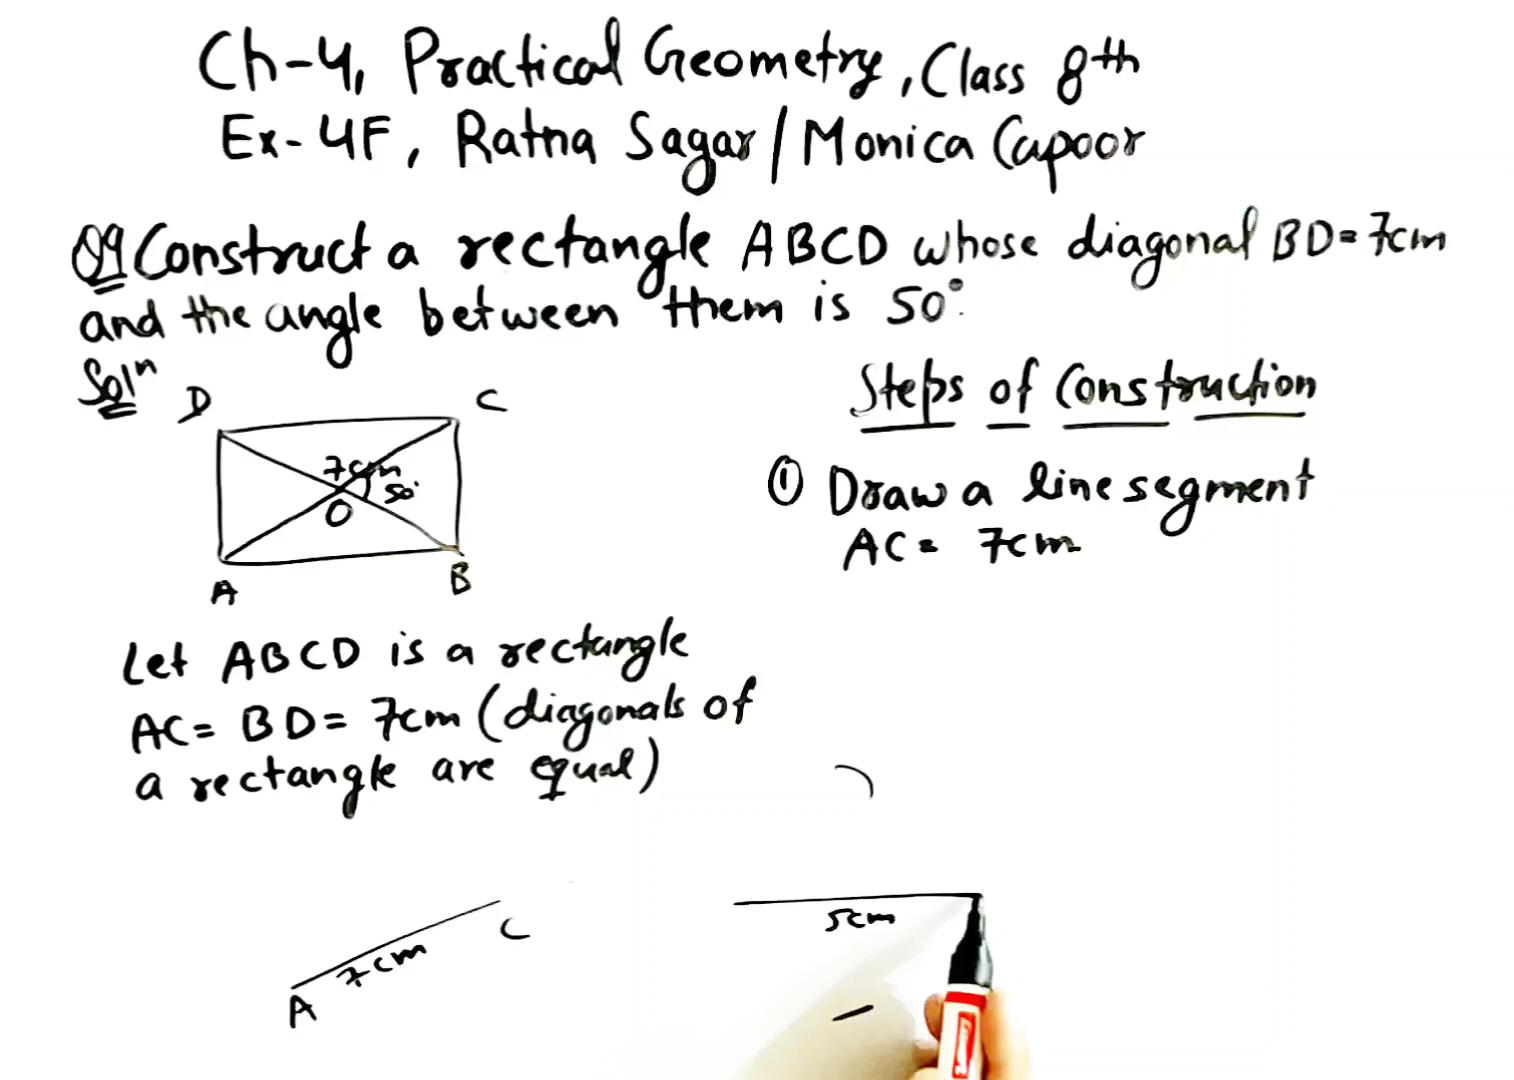 Ch-4, Practical Geometry, Class 8th
Ex-4F, Ratna Sagar/Monica Capoor
Q9 Construct a rectangle ABCD whose diagonal BD=7cm
and the angle between them is 50°.
Solⁿ
D C
7cm
50°
O
A B
Let ABCD is a rectangle
AC= BD= 7cm (diagonals of
a rectangle are equal)
Steps of Construction
① Draw a line segment
AC= 7cm
A 7cm C
5cm